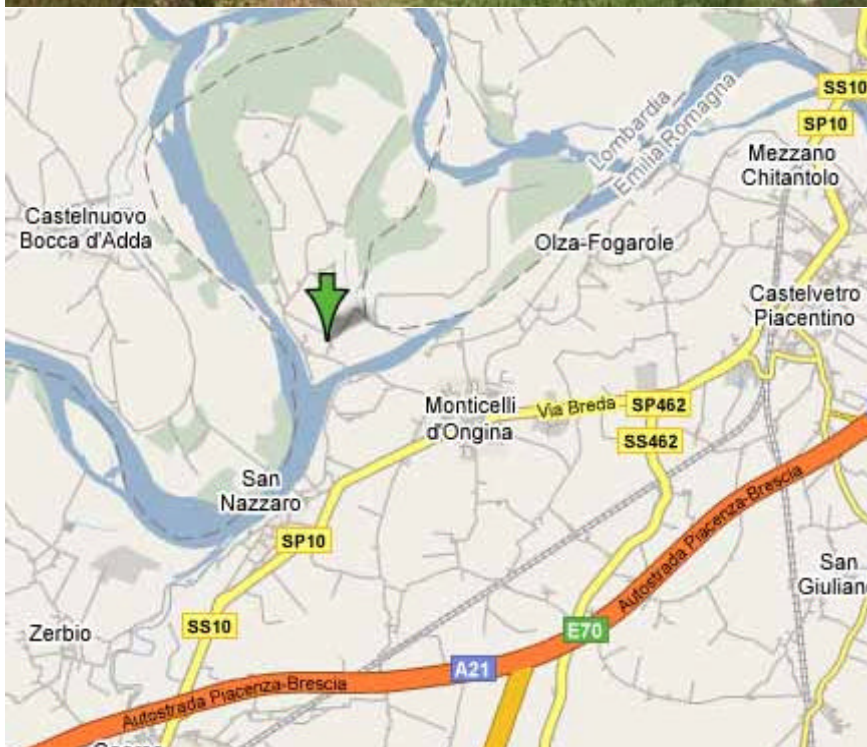 SS10
SP10
Lombardia
Emilia Romagna
Mezzano
Chitantolo
Castelnuovo
Bocca d'Adda
Olza-Fogarole
Castelvetro
Piacentino
Monticelli
d'Ongina
Via Breda
SP462
SS462
San
Nazzaro
SP10
Autostrada Piacenza-Brescia
San
Giuliano
Zerbio
SS10
E70
A21
Autostrada Piacenza-Brescia